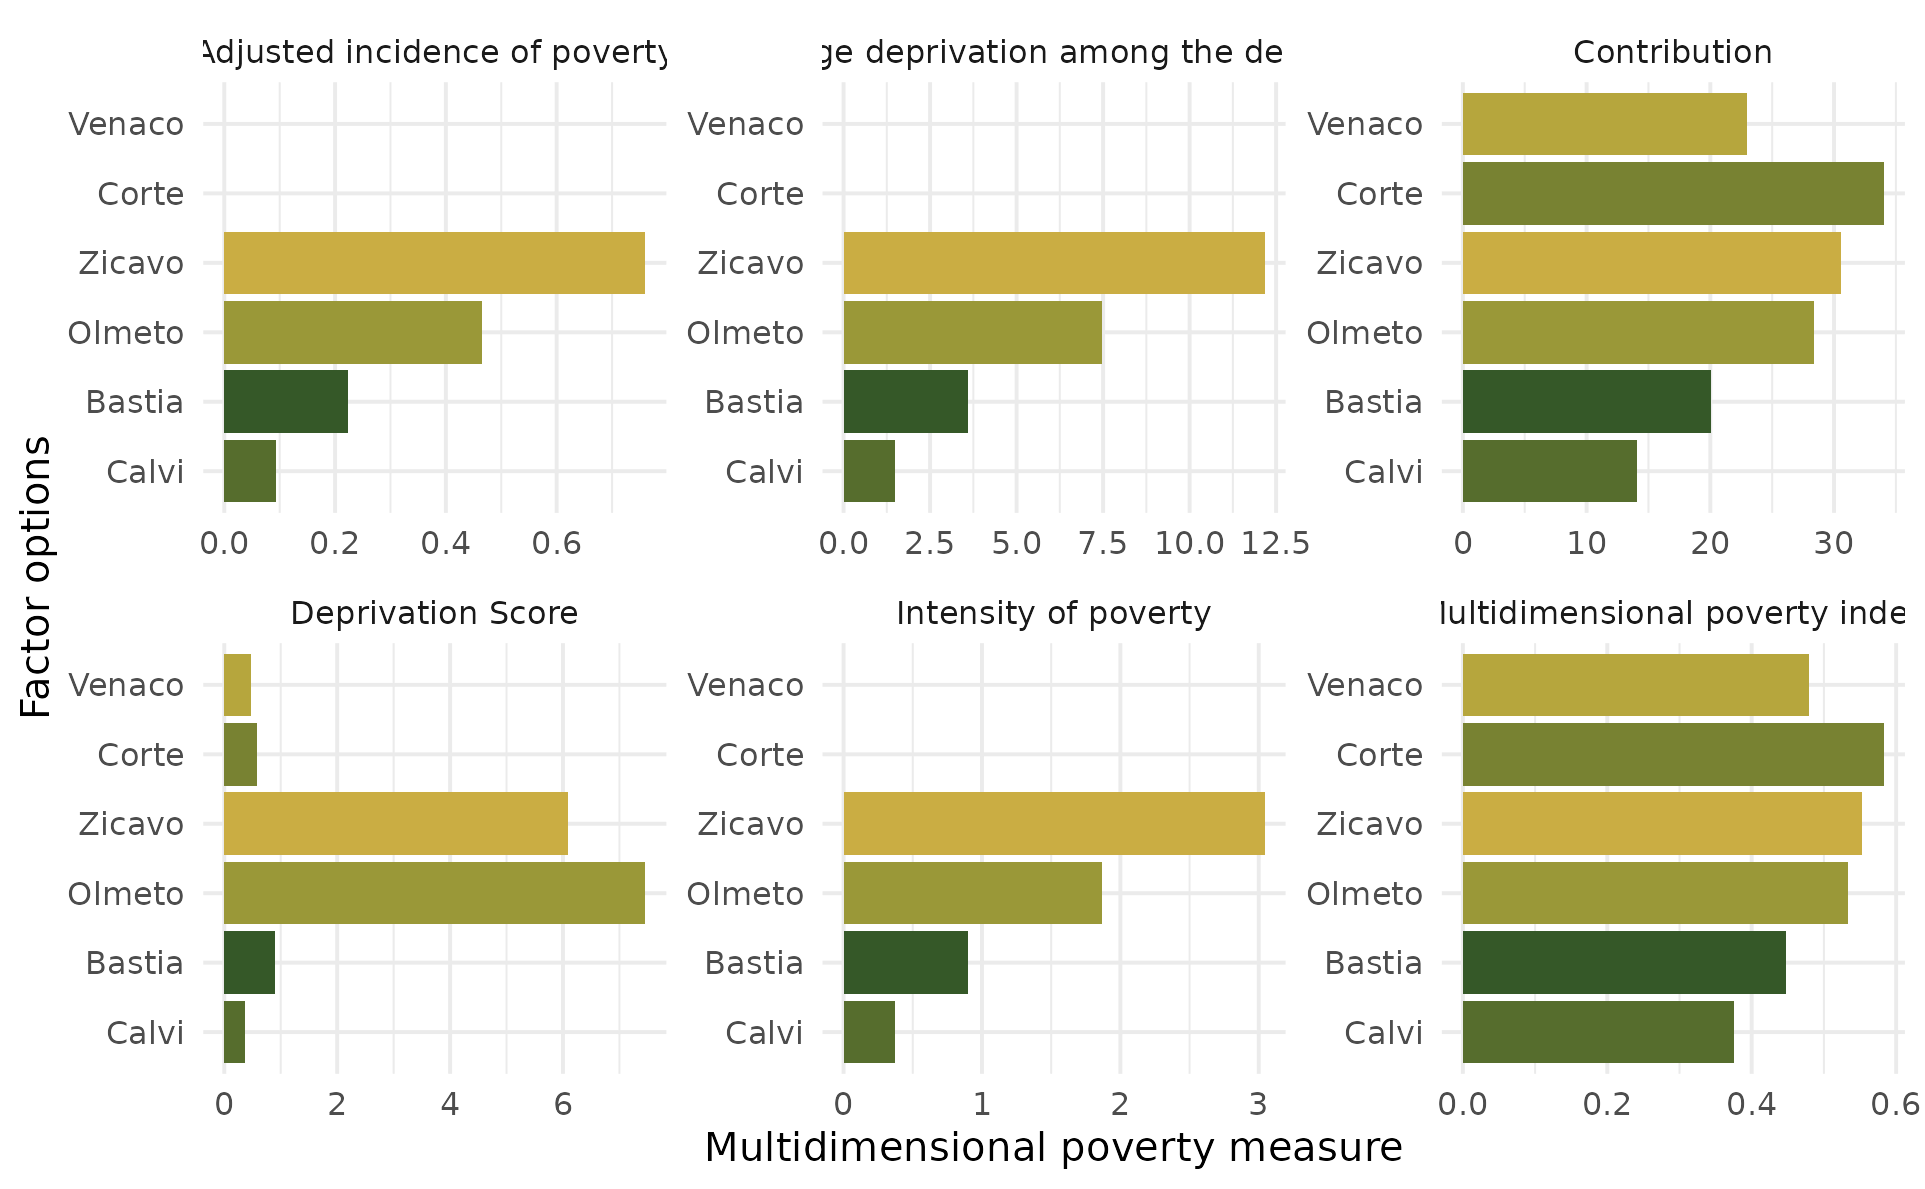 Adjusted incidence of poverty
ge deprivation among the de
Contribution
Venaco
Corte
Zicavo
Olmeto
Bastia
Calvi
0.0 0.2 0.4 0.6
Venaco
Corte
Zicavo
Olmeto
Bastia
Calvi
0.0 2.5 5.0 7.5 10.0 12.5
Venaco
Corte
Zicavo
Olmeto
Bastia
Calvi
0 10 20 30
Factor options
Deprivation Score
Intensity of poverty
ultidimensional poverty inde
Venaco
Corte
Zicavo
Olmeto
Bastia
Calvi
0 2 4 6
Venaco
Corte
Zicavo
Olmeto
Bastia
Calvi
0 1 2 3
Venaco
Corte
Zicavo
Olmeto
Bastia
Calvi
0.0 0.2 0.4 0.6
Multidimensional poverty measure